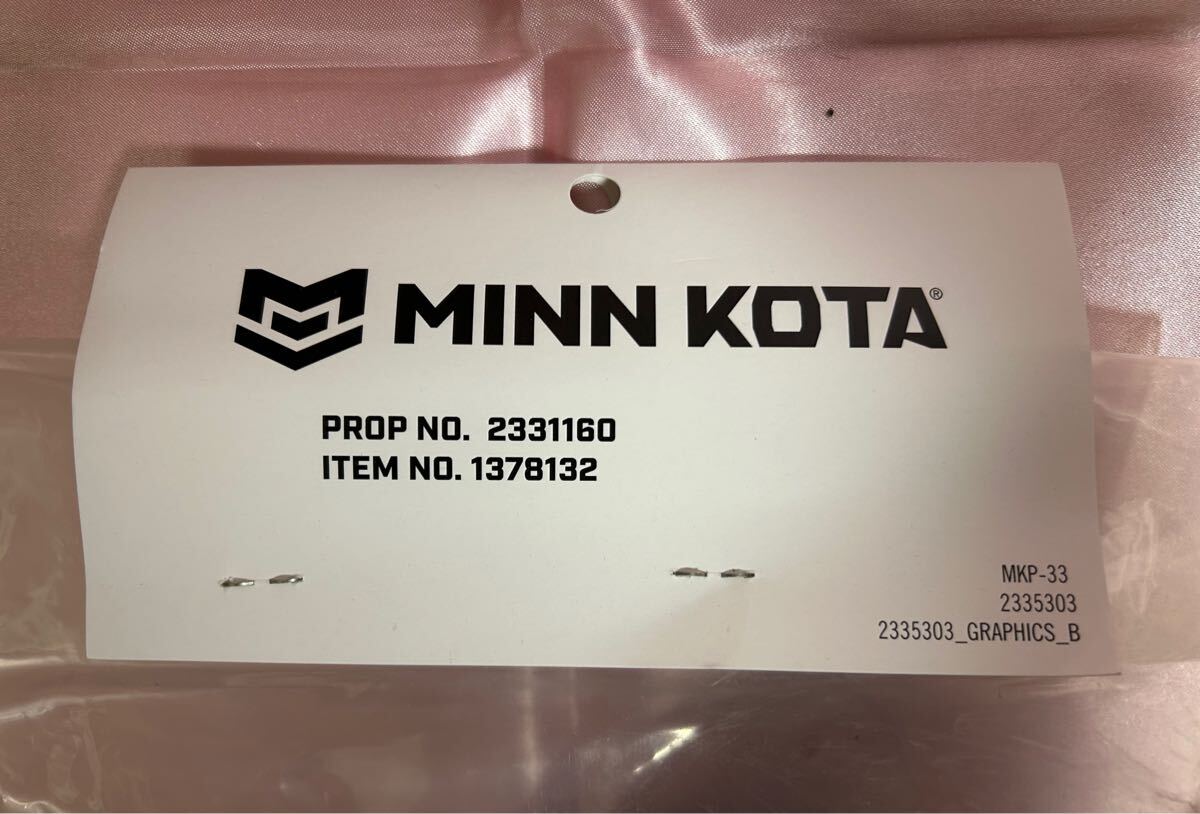 MINN KOTA®
PROP NO. 2331160
ITEM NO. 1378132
MKP-33
2335303
2335303_GRAPHICS_B